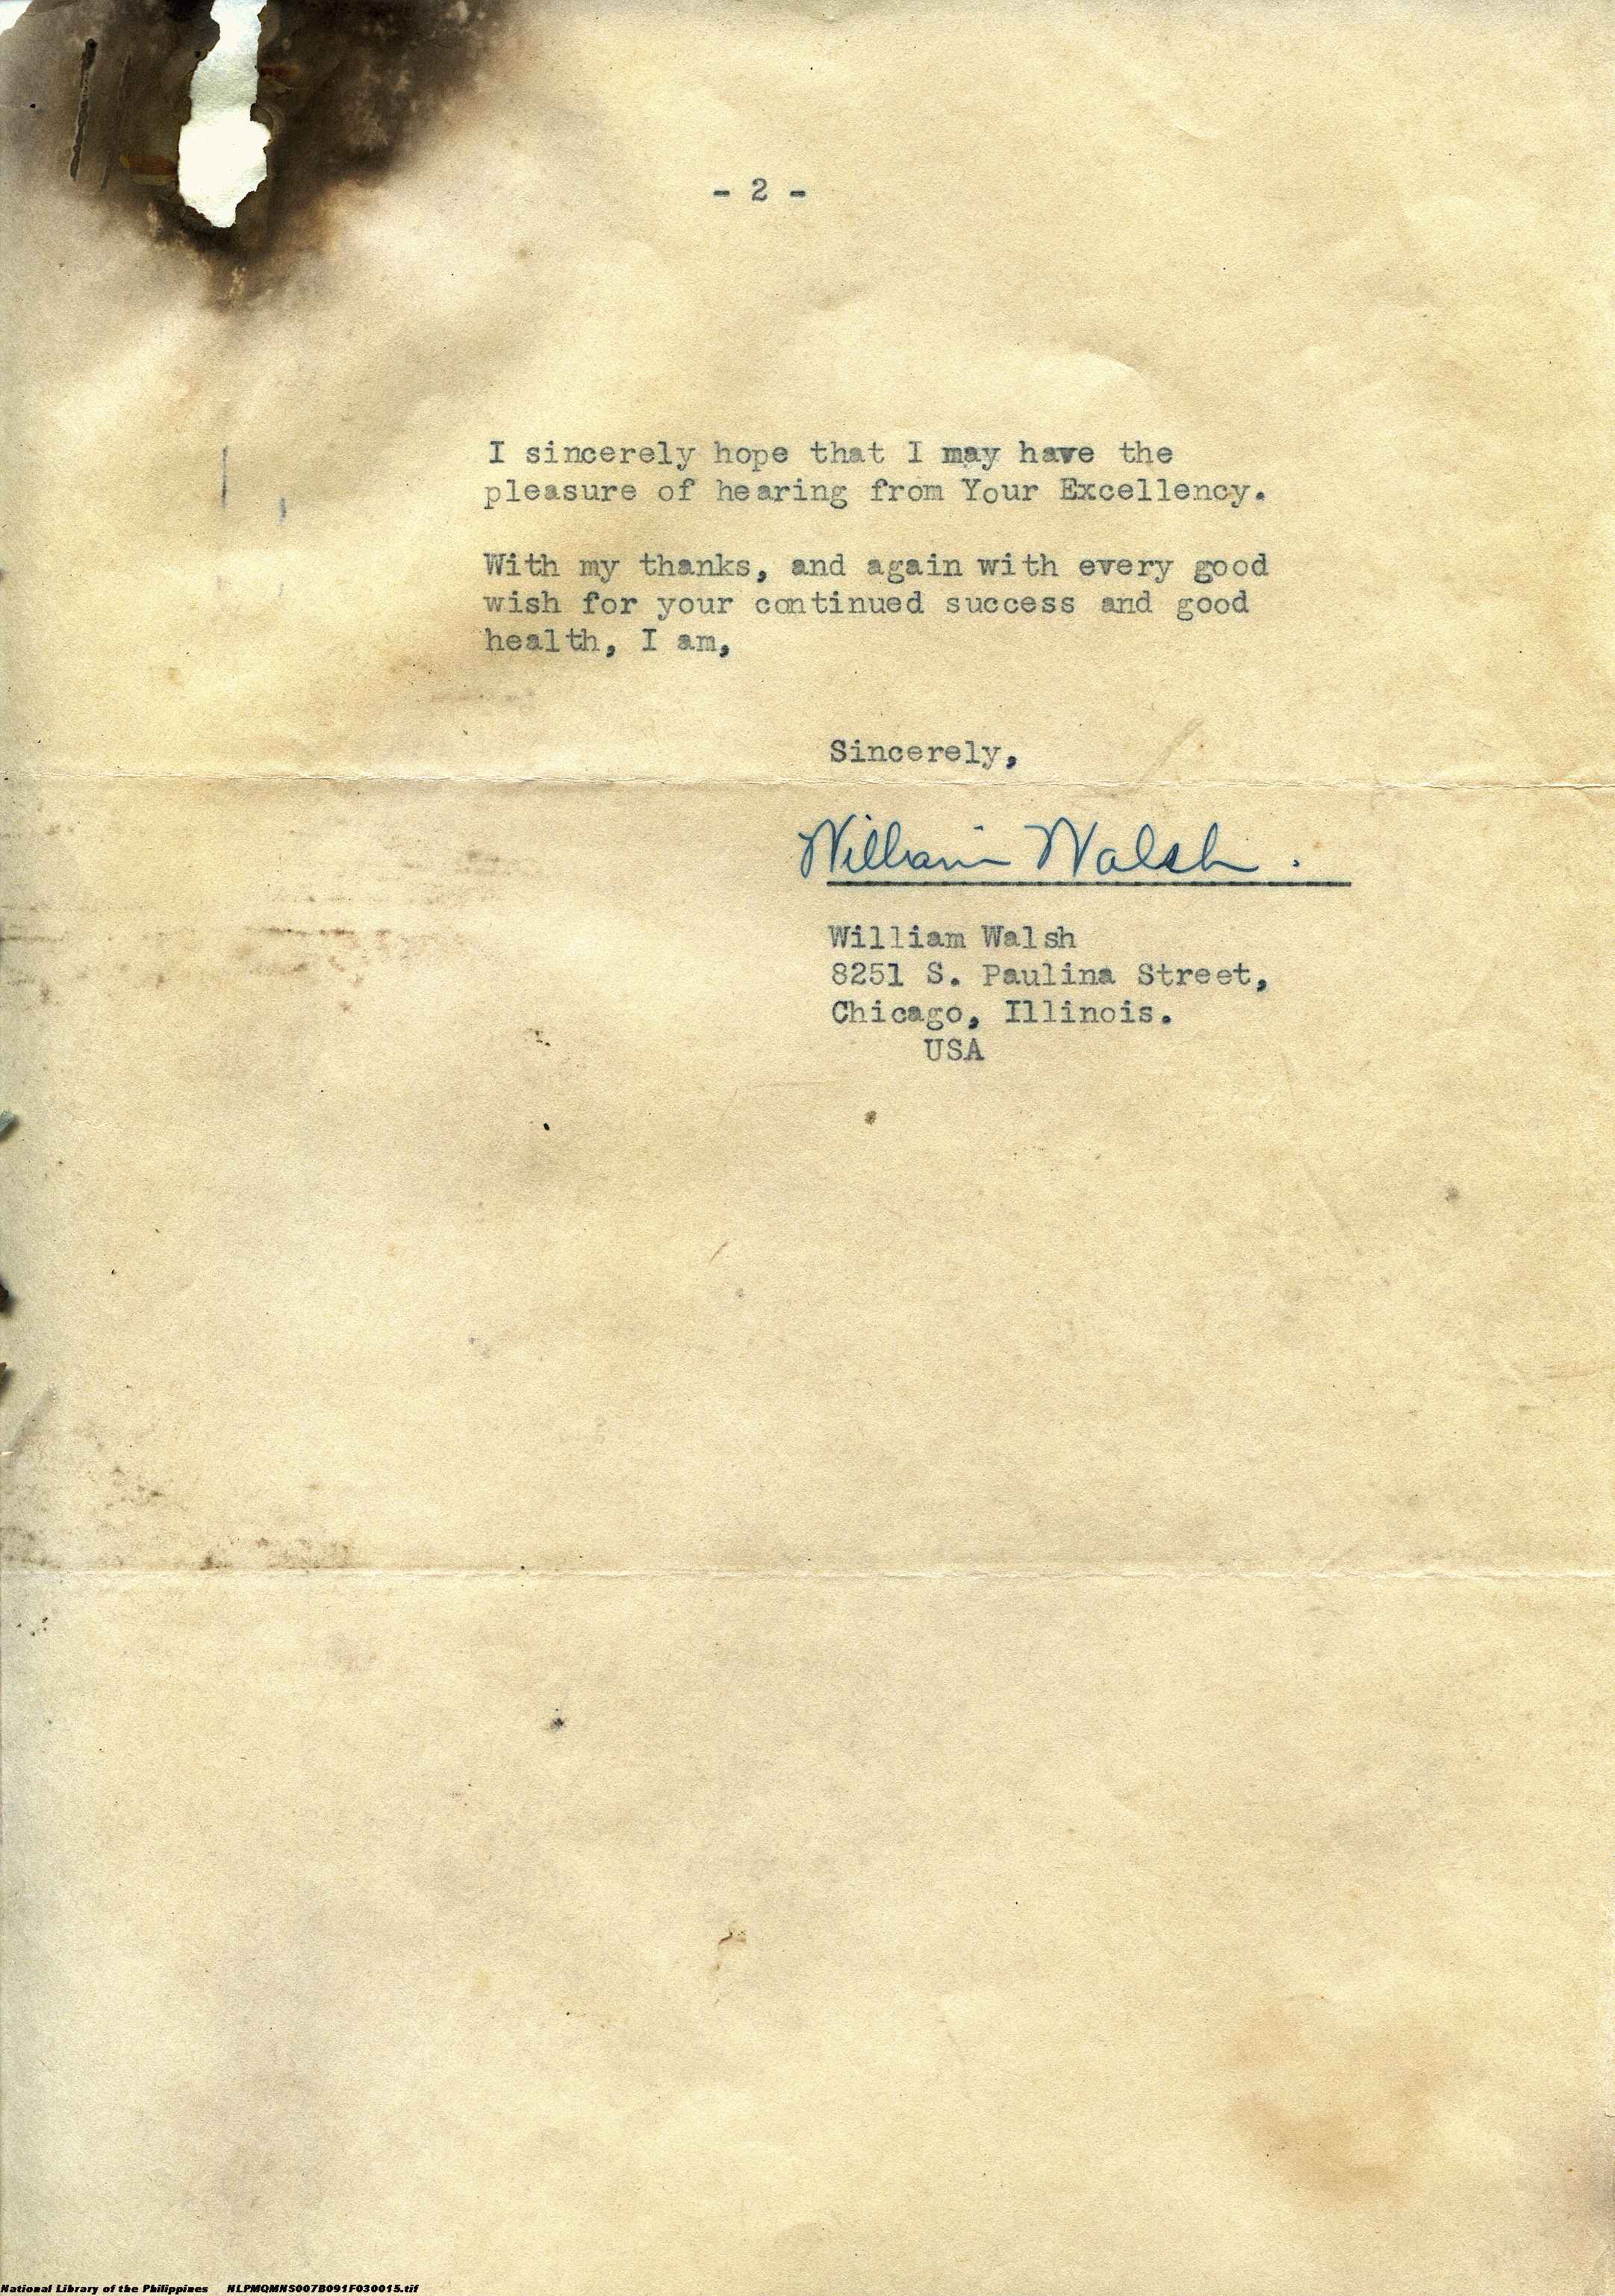 - 2 -
I sincerely hope that I may have the
pleasure of hearing from Your Excellency.
With my thanks, and again with every good
wish for your continued success and good
health, I am,
Sincerely,
William Walsh.
William Walsh
8251 S. Paulina Street,
Chicago, Illinois.
USA
National Library of the Philippines NLPMQMNS007B091F030015.tif